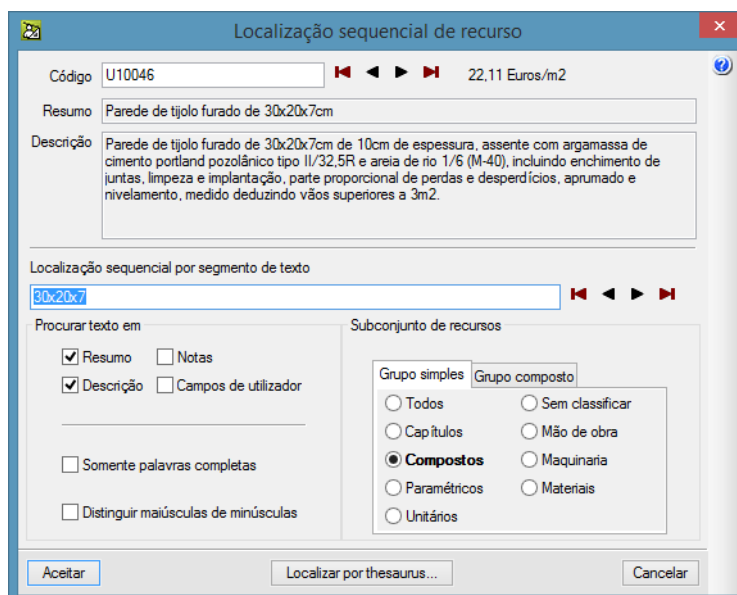 Localização sequencial de recurso
Código U10046 22,11 Euros/m2
Resumo Parede de tijolo furado de 30x20x7cm
Descrição Parede de tijolo furado de 30x20x7cm de 10cm de espessura, assente com argamassa de
cimento portland pozolânico tipo II/32,5R e areia de rio 1/6 (M-40), incluindo enchimento de
juntas, limpeza e implantação, parte proporcional de perdas e desperdícios, aprumado e
nivelamento, medido deduzindo vãos superiores a 3m2.
Localização sequencial por segmento de texto
30x20x7
Procurar texto em
Resumo Notas
Descrição Campos de utilizador
Somente palavras completas
Distinguir maiúsculas de minúsculas
Subconjunto de recursos
Grupo simples Grupo composto
Todos Sem classificar
Capítulos Mão de obra
Compostos Maquinaria
Paramétricos Materiais
Unitários
Aceitar Localizar por thesaurus... Cancelar